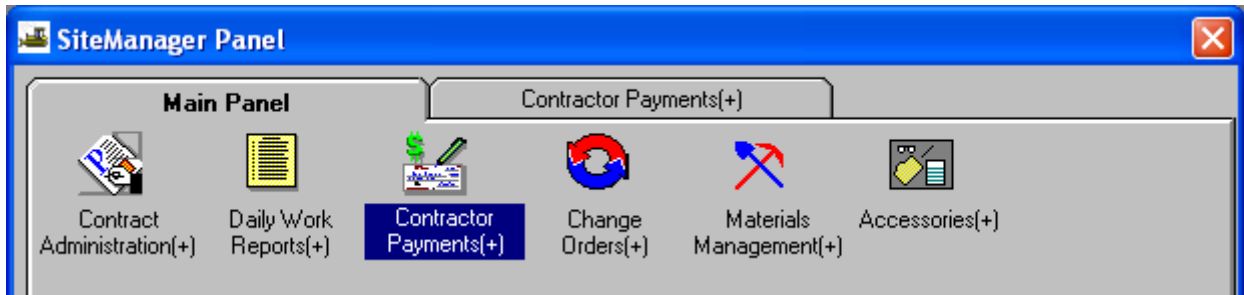 SiteManager Panel
Main Panel
Contractor Payments(+)
Contract
Administration(+)
Daily Work
Reports(+)
Contractor
Payments(+)
Change
Orders(+)
Materials
Management(+)
Accessories(+)